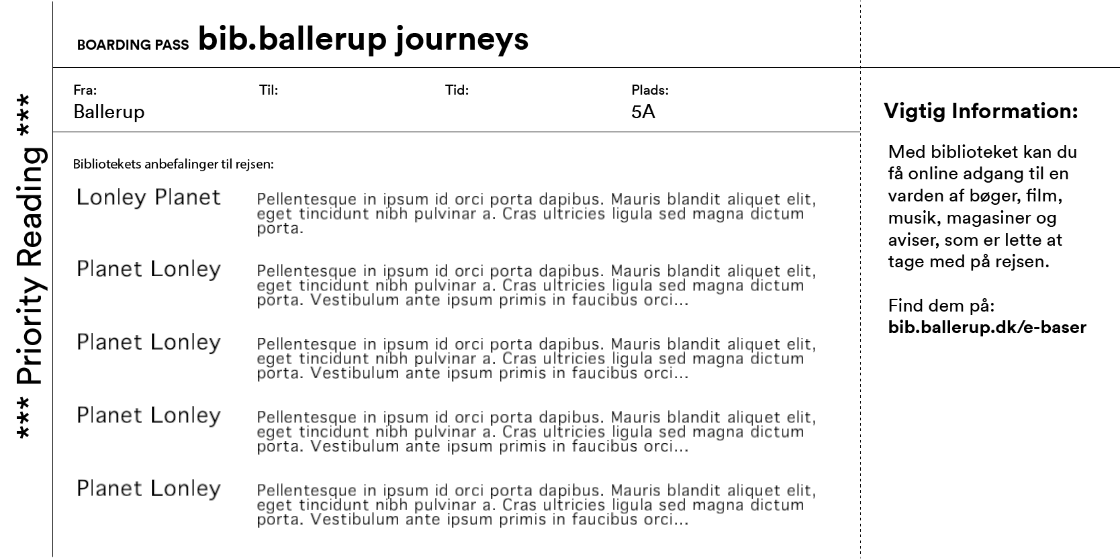 *** Priority Reading ***
BOARDING PASS bib.ballerup journeys
Fra:
Ballerup
Til:
Tid:
Plads:
5A
Bibliotekets anbefalinger til rejsen:
Lonley Planet
Pellentesque in ipsum id orci porta dapibus. Mauris blandit aliquet elit,
eget tincidunt nibh pulvinar a. Cras ultricies ligula sed magna dictum
porta.
Planet Lonley
Pellentesque in ipsum id orci porta dapibus. Mauris blandit aliquet elit,
eget tincidunt nibh pulvinar a. Cras ultricies ligula sed magna dictum
porta. Vestibulum ante ipsum primis in faucibus orci...
Planet Lonley
Pellentesque in ipsum id orci porta dapibus. Mauris blandit aliquet elit,
eget tincidunt nibh pulvinar a. Cras ultricies ligula sed magna dictum
porta. Vestibulum ante ipsum primis in faucibus orci...
Planet Lonley
Pellentesque in ipsum id orci porta dapibus. Mauris blandit aliquet elit,
eget tincidunt nibh pulvinar a. Cras ultricies ligula sed magna dictum
porta. Vestibulum ante ipsum primis in faucibus orci...
Planet Lonley
Pellentesque in ipsum id orci porta dapibus. Mauris blandit aliquet elit,
eget tincidunt nibh pulvinar a. Cras ultricies ligula sed magna dictum
porta. Vestibulum ante ipsum primis in faucibus orci...
Vigtig Information:
Med biblioteket kan du
få online adgang til en
varden af bøger, film,
musik, magasiner og
aviser, som er lette at
tage med på rejsen.
Find dem på:
bib.ballerup.dk/e-baser